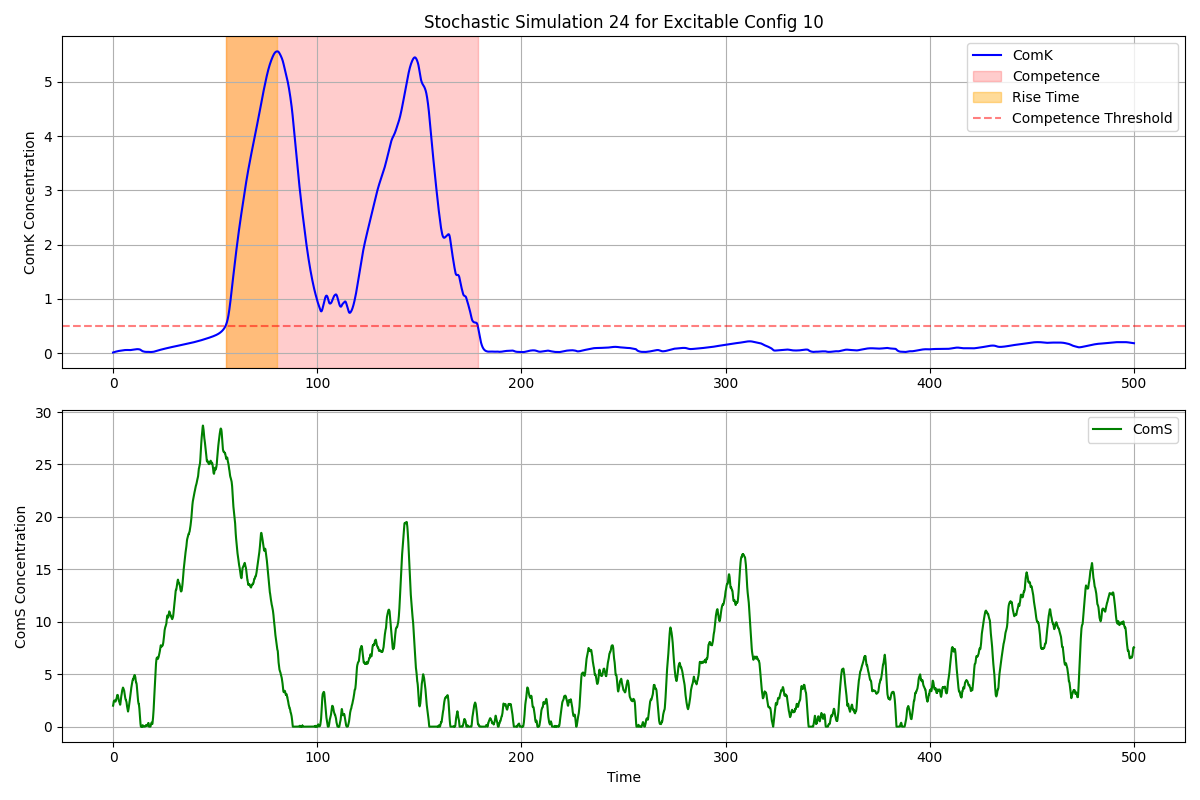 Stochastic Simulation 24 for Excitable Config 10
ComK Concentration
5
4
3
2
1
0
ComK
Competence
Rise Time
Competence Threshold
0 100 200 300 400 500
ComS Concentration
30
25
20
15
10
5
0
ComS
0 100 200 300 400 500
Time